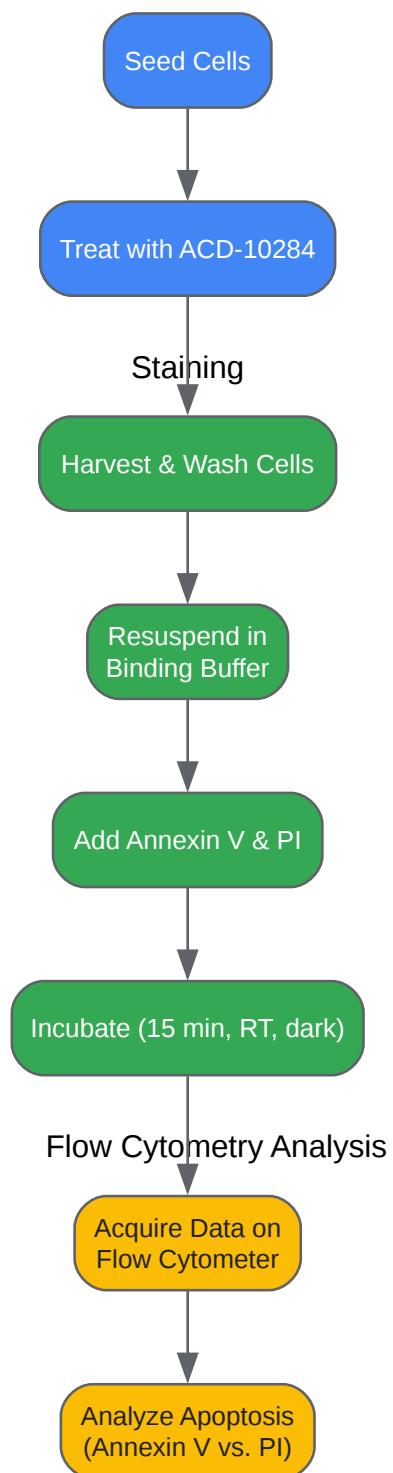 Seed Cells
Treat with ACD-10284
Staining
Harvest & Wash Cells
Resuspend in
Binding Buffer
Add Annexin V & PI
Incubate (15 min, RT, dark)
Flow Cytometry Analysis
Acquire Data on
Flow Cytometer
Analyze Apoptosis
(Annexin V vs. PI)